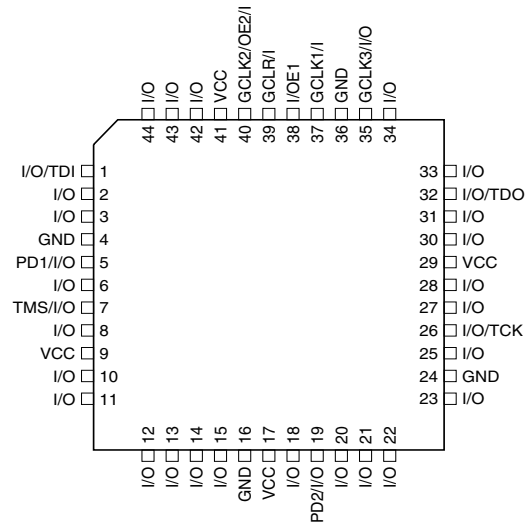 44 I/O
43 I/O
42 I/O
41 VCC
40 GCLK2/OE2/I
39 GCLR/I
38 I/OE1
37 GCLK1/I
36 GND
35 GCLK3/I/O
34 I/O
I/O/TDI 1
I/O 2
I/O 3
GND 4
PD1/I/O 5
I/O 6
TMS/I/O 7
I/O 8
VCC 9
I/O 10
I/O 11
33 I/O
32 I/O/TDO
31 I/O
30 I/O
29 VCC
28 I/O
27 I/O
26 I/O/TCK
25 I/O
24 GND
23 I/O
I/O 12
I/O 13
I/O 14
I/O 15
GND 16
VCC 17
I/O 18
PD2/I/O 19
I/O 20
I/O 21
I/O 22